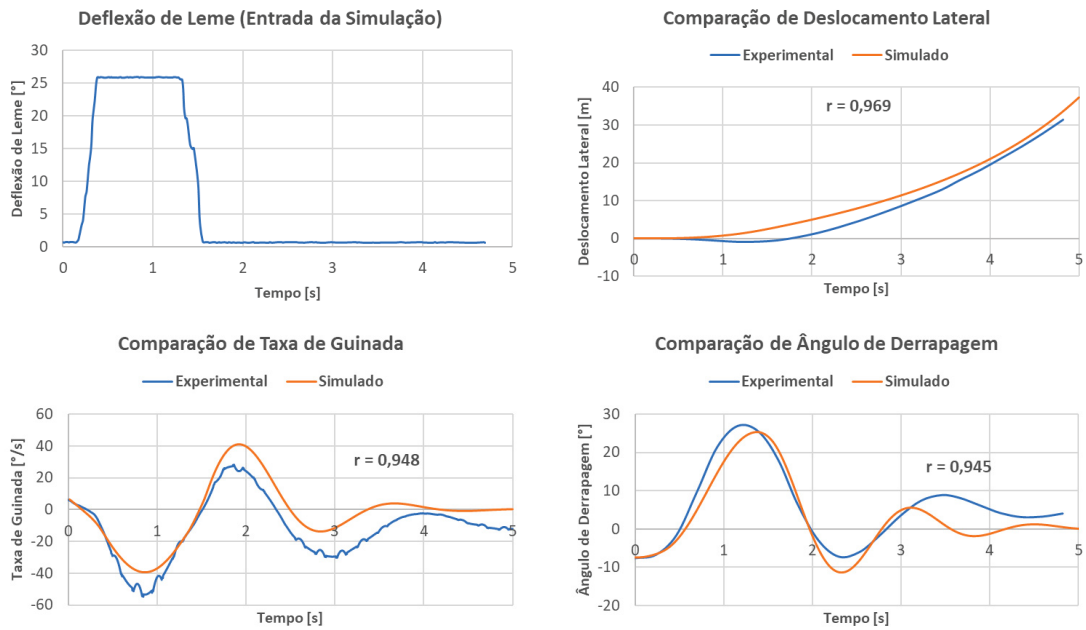 Deflexão de Leme (Entrada da Simulação)
Deflexão de Leme [°]
30
25
20
15
10
5
0
0 1 2 3 4 5
Tempo [s]
Comparação de Deslocamento Lateral
Experimental Simulado
r = 0,969
Deslocamento Lateral [m]
40
30
20
10
0
-10
0 1 2 3 4 5
Tempo [s]
Comparação de Taxa de Guinada
Experimental Simulado
r = 0,948
Taxa de Guinada [°/s]
60
40
20
0
-20
-40
-60
0 1 2 3 4 5
Tempo [s]
Comparação de Ângulo de Derrapagem
Experimental Simulado
r = 0,945
Ângulo de Derrapagem [°]
30
20
10
0
-10
-20
0 1 2 3 4 5
Tempo [s]